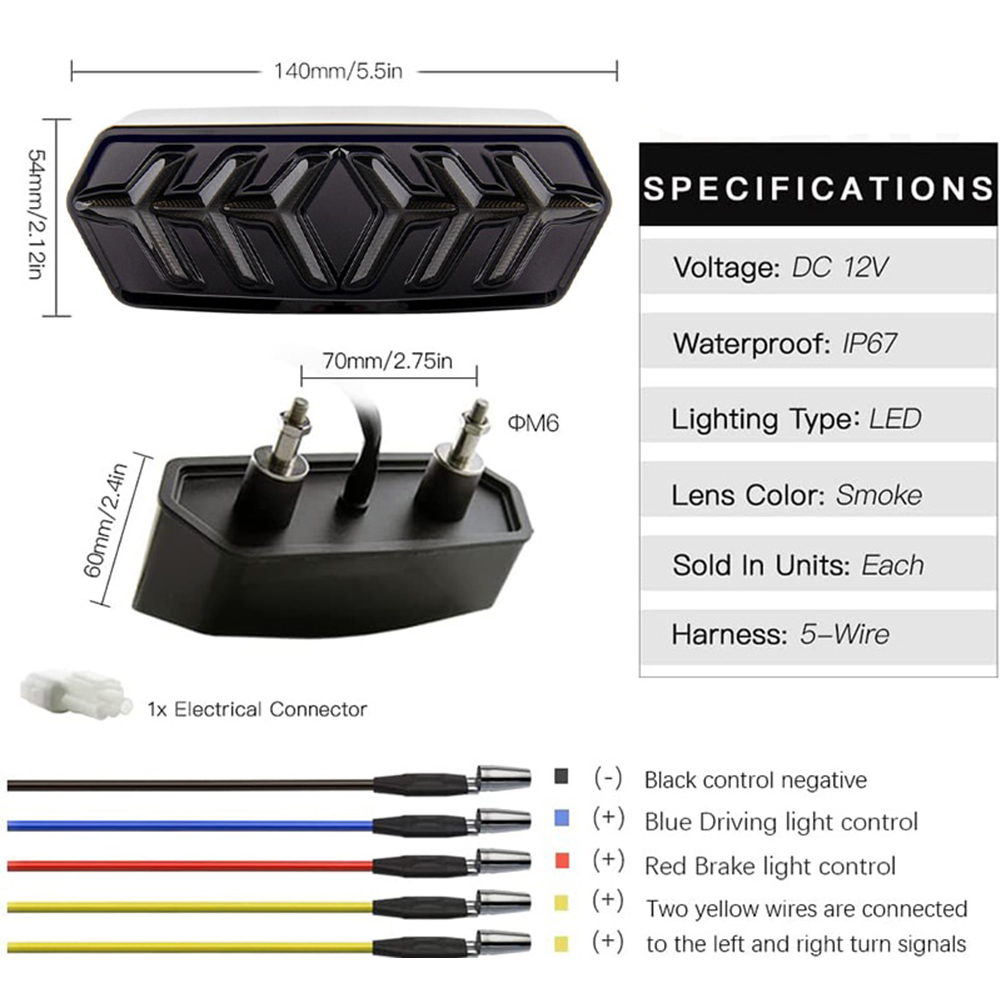 140mm/5.5in
54mm/2.12in
70mm/2.75in
ΦM6
60mm/2.4in
1x Electrical Connector
SPECIFICATIONS
Voltage: DC 12V
Waterproof: IP67
Lighting Type: LED
Lens Color: Smoke
Sold In Units: Each
Harness: 5-Wire
(-) Black control negative
(+) Blue Driving light control
(+) Red Brake light control
(+) Two yellow wires are connected
(+) to the left and right turn signals